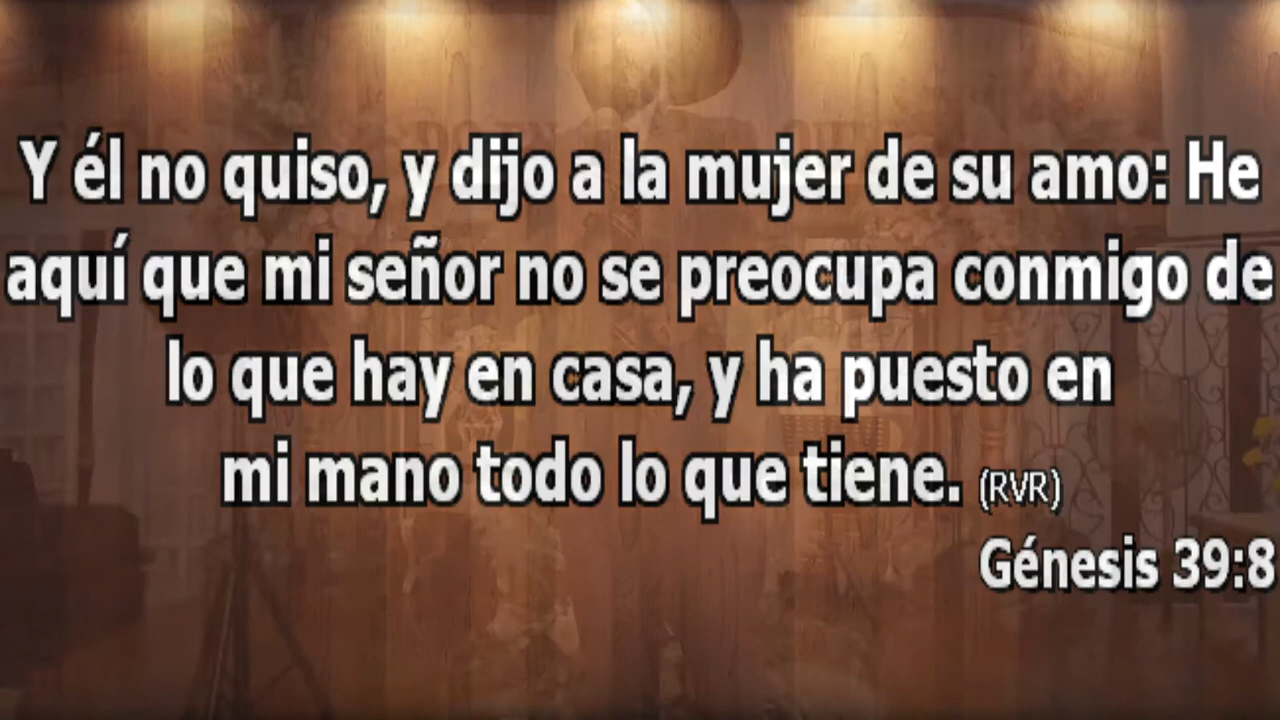 Y él no quiso, y dijo a la mujer de su amo: He
aquí que mi señor no se preocupa conmigo de
lo que hay en casa, y ha puesto en
mi mano todo lo que tiene. (RVR)
Génesis 39:8